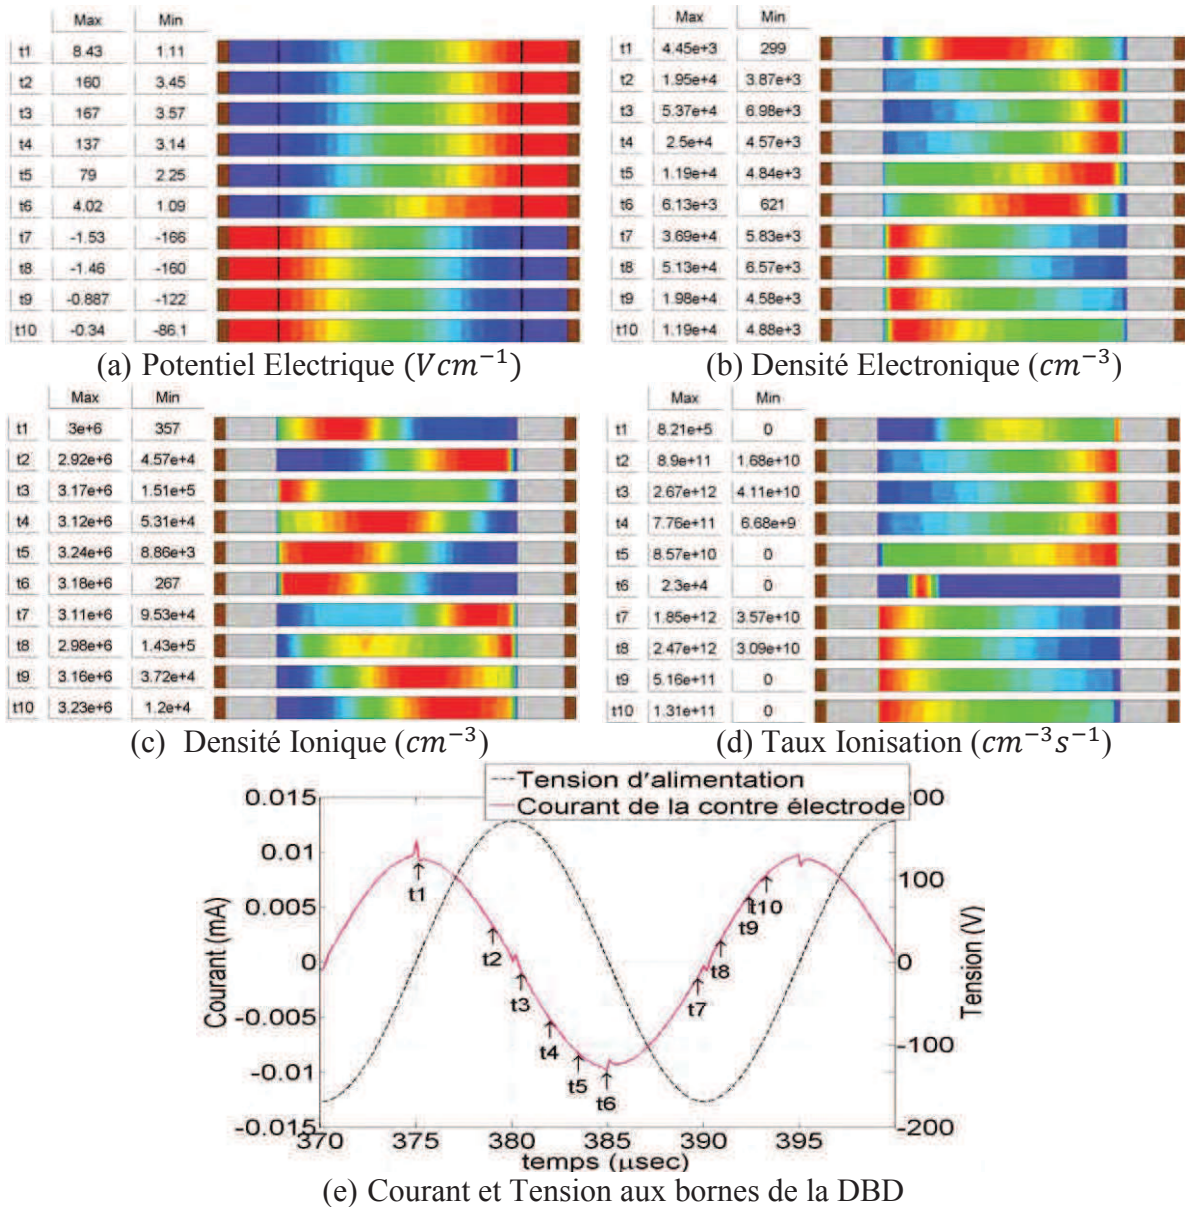 Max Min
t1 8.43 1.11
t2 160 3.45
t3 167 3.57
t4 137 3.14
t5 79 2.25
t6 4.02 1.09
t7 -1.53 -166
t8 -1.46 -160
t9 -0.887 -122
t10 -0.34 -86.1
(a) Potentiel Electrique (Vcm⁻¹)
Max Min
t1 4.45e+3 299
t2 1.95e+4 3.87e+3
t3 5.37e+4 6.98e+3
t4 2.5e+4 4.57e+3
t5 1.19e+4 4.84e+3
t6 6.13e+3 621
t7 3.69e+4 5.83e+3
t8 5.13e+4 6.57e+3
t9 1.98e+4 4.58e+3
t10 1.19e+4 4.88e+3
(b) Densité Electronique (cm⁻³)
Max Min
t1 3e+6 357
t2 2.92e+6 4.57e+4
t3 3.17e+6 1.51e+5
t4 3.12e+6 5.31e+4
t5 3.24e+6 8.86e+3
t6 3.18e+6 267
t7 3.11e+6 9.53e+4
t8 2.98e+6 1.43e+5
t9 3.16e+6 3.72e+4
t10 3.23e+6 1.2e+4
(c) Densité Ionique (cm⁻³)
Max Min
t1 8.21e+5 0
t2 8.9e+11 1.68e+10
t3 2.67e+12 4.11e+10
t4 7.76e+11 6.68e+9
t5 8.57e+10 0
t6 2.3e+4 0
t7 1.85e+12 3.57e+10
t8 2.47e+12 3.09e+10
t9 5.16e+11 0
t10 1.31e+11 0
(d) Taux Ionisation (cm⁻³s⁻¹)
Tension d'alimentation
Courant de la contre électrode
0.015
0.01
0.005
0
-0.005
-0.01
-0.015
Courant (mA)
t1
t2
t3
t4
t5
t6
t7
t8
t9
t10
100
0
-100
-200
Tension (V)
370 375 380 385 390 395
temps (μsec)
(e) Courant et Tension aux bornes de la DBD